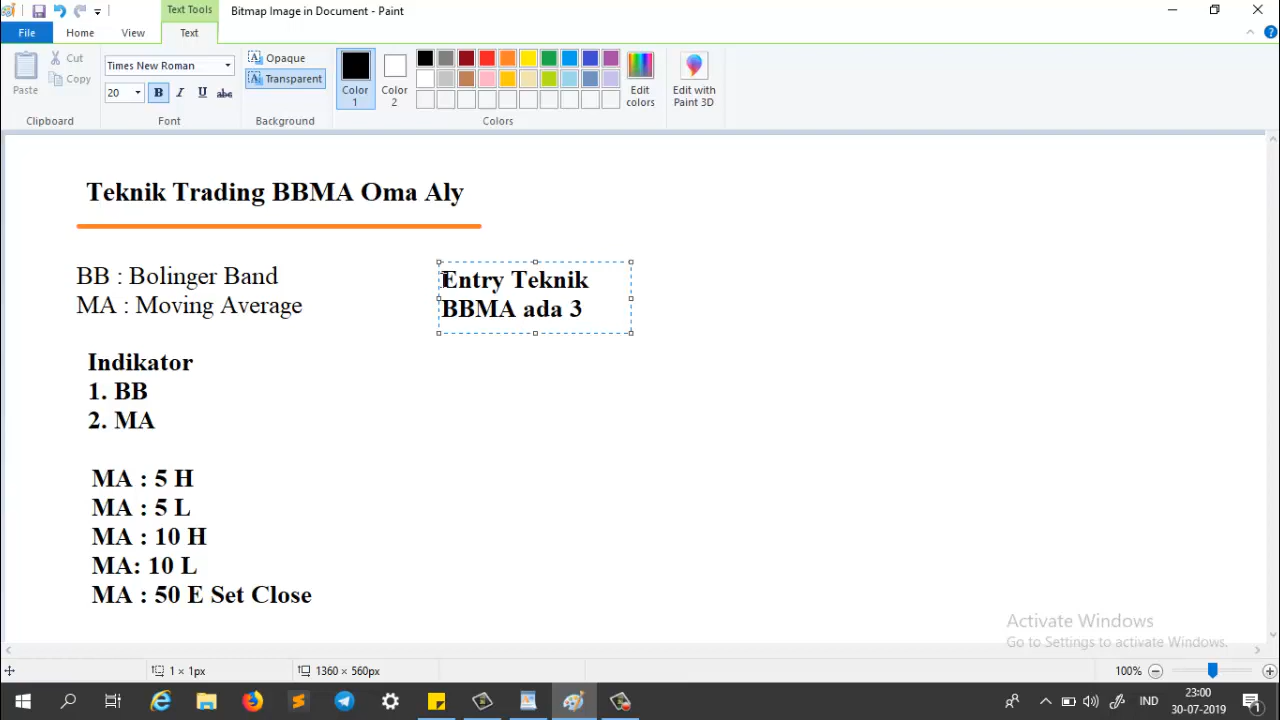 Text Tools
Bitmap Image in Document - Paint
File
Home
View
Text
Paste
Cut
Copy
Clipboard
Times New Roman
20
B
I
U
abc
Font
A Opaque
A Transparent
Background
Color 1
Color 2
Colors
Edit colors
Edit with Paint 3D
Teknik Trading BBMA Oma Aly
BB : Bolinger Band
MA : Moving Average
Entry Teknik
BBMA ada 3
Indikator
1. BB
2. MA
MA : 5 H
MA : 5 L
MA : 10 H
MA: 10 L
MA : 50 E Set Close
Activate Windows
Go to Settings to activate Windows.
1 × 1px
1360 × 560px
100%
IND
23:00
30-07-2019
1